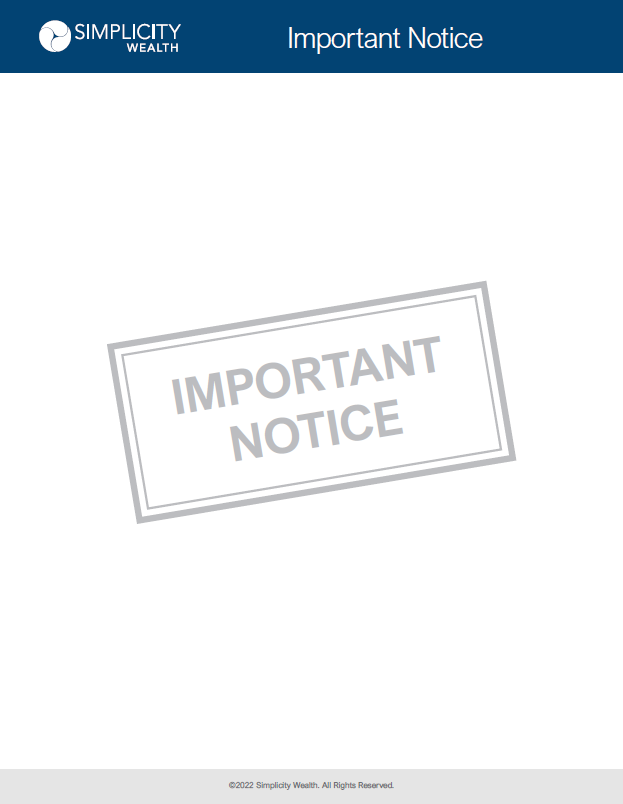 SIMPLICITY
WEALTH
Important Notice
IMPORTANT
NOTICE
©2022 Simplicity Wealth. All Rights Reserved.